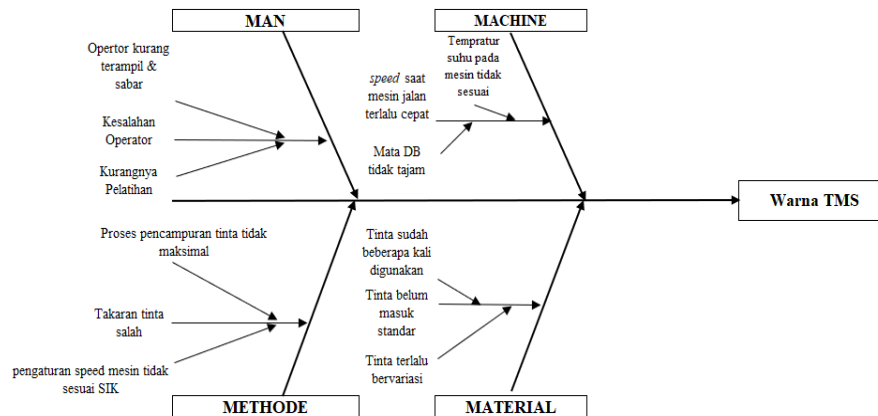 MAN
MACHINE
Opertor kurang
terampil &
sabar
Kesalahan
Operator
Kurangnya
Pelatihan
Tempratur
suhu pada
mesin tidak
sesuai
speed saat
mesin jalan
terlalu cepat
Mata DB
tidak tajam
Warna TMS
Proses pencampuran tinta tidak
maksimal
Takaran tinta
salah
pengaturan speed mesin tidak
sesuai SIK
Tinta sudah
beberapa kali
digunakan
Tinta belum
masuk
standar
Tinta terlalu
bervariasi
METHODE
MATERIAL